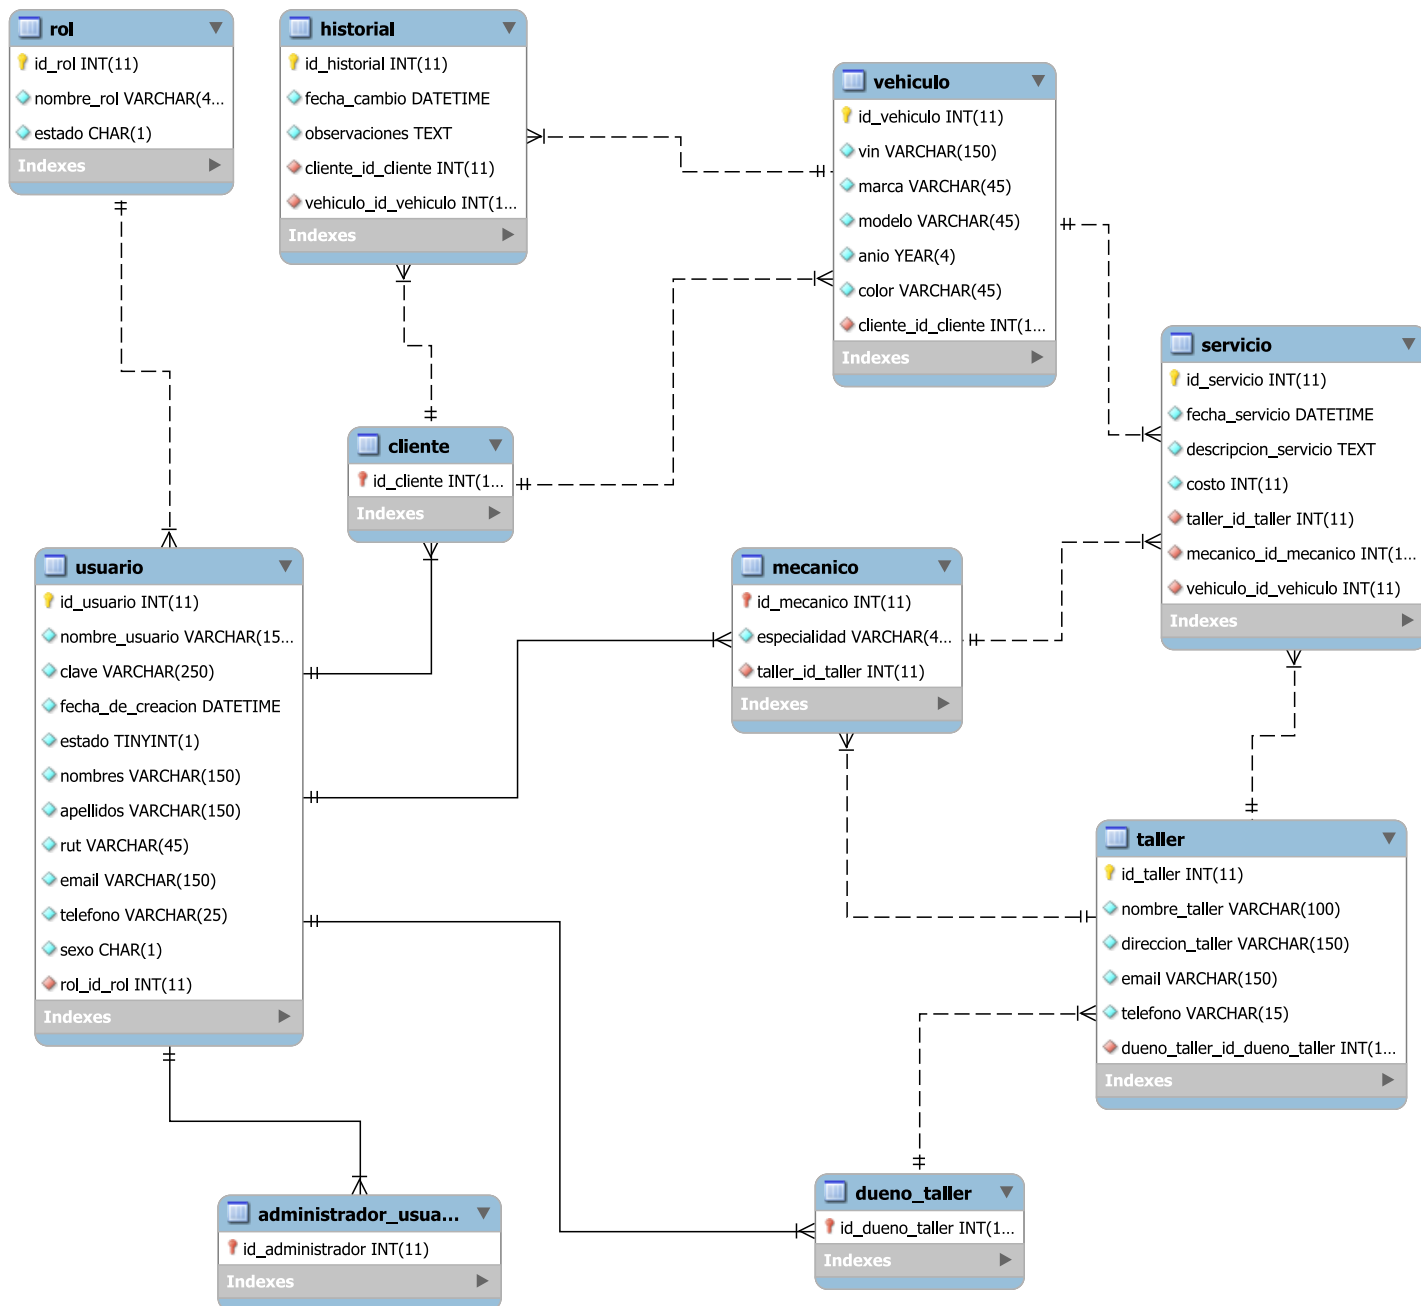 rol
id_rol INT(11)
nombre_rol VARCHAR(4...
estado CHAR(1)
Indexes
historial
id_historial INT(11)
fecha_cambio DATETIME
observaciones TEXT
cliente_id_cliente INT(11)
vehiculo_id_vehiculo INT(1...
Indexes
vehiculo
id_vehiculo INT(11)
vin VARCHAR(150)
marca VARCHAR(45)
modelo VARCHAR(45)
anio YEAR(4)
color VARCHAR(45)
cliente_id_cliente INT(1...
Indexes
servicio
id_servicio INT(11)
fecha_servicio DATETIME
descripcion_servicio TEXT
costo INT(11)
taller_id_taller INT(11)
mecanico_id_mecanico INT(1...
vehiculo_id_vehiculo INT(11)
Indexes
cliente
id_cliente INT(1...
Indexes
usuario
id_usuario INT(11)
nombre_usuario VARCHAR(15...
clave VARCHAR(250)
fecha_de_creacion DATETIME
estado TINYINT(1)
nombres VARCHAR(150)
apellidos VARCHAR(150)
rut VARCHAR(45)
email VARCHAR(150)
telefono VARCHAR(25)
sexo CHAR(1)
rol_id_rol INT(11)
Indexes
mecanico
id_mecanico INT(11)
especialidad VARCHAR(4...
taller_id_taller INT(11)
Indexes
taller
id_taller INT(11)
nombre_taller VARCHAR(100)
direccion_taller VARCHAR(150)
email VARCHAR(150)
telefono VARCHAR(15)
dueno_taller_id_dueno_taller INT(1...
Indexes
dueno_taller
id_dueno_taller INT(1...
Indexes
administrador_usua...
id_administrador INT(11)
Indexes